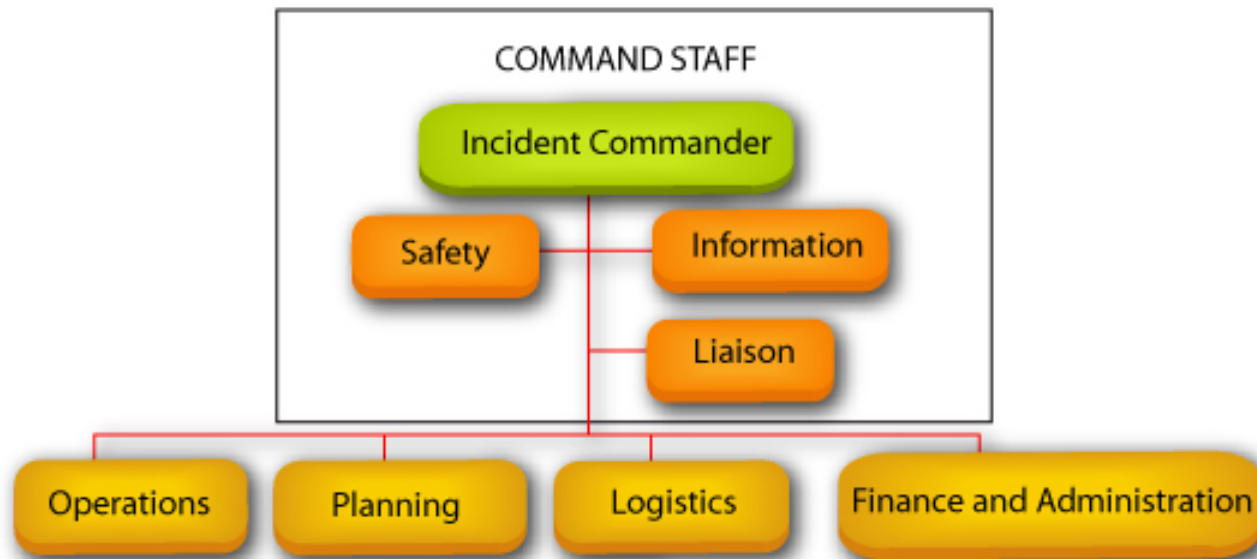 COMMAND STAFF
Incident Commander
Safety
Information
Liaison
Operations
Planning
Logistics
Finance and Administration